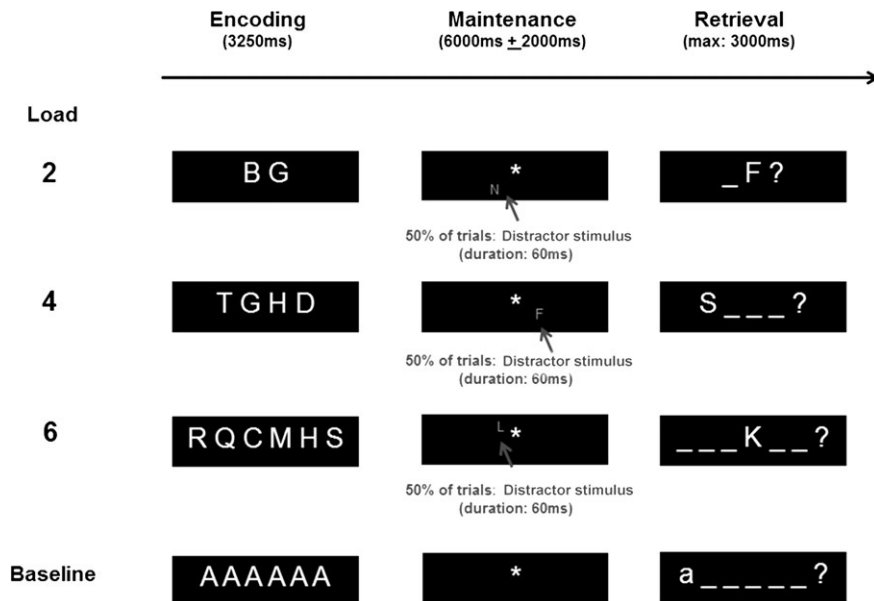 Encoding Maintenance Retrieval
(3250ms) (6000ms ± 2000ms) (max: 3000ms)
Load
2 B G * _ F ?
N
50% of trials: Distractor stimulus
(duration: 60ms)
4 T G H D * S _ _ _ ?
F
50% of trials: Distractor stimulus
(duration: 60ms)
L
6 R Q C M H S * _ _ _ K _ _ ?
50% of trials: Distractor stimulus
(duration: 60ms)
Baseline AAAAAA * a _ _ _ _ _ ?